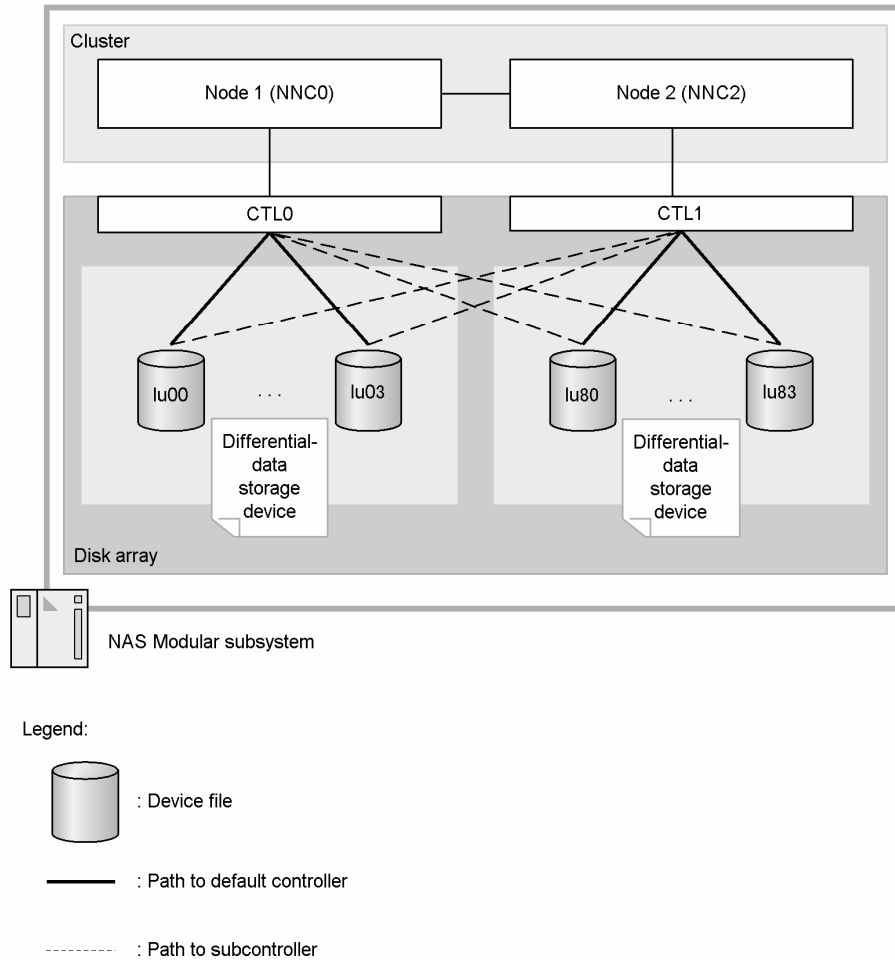 Cluster
Node 1 (NNC0)
Node 2 (NNC2)
CTL0
CTL1
lu00
. . .
lu03
lu80
. . .
lu83
Differential-
data
storage
device
Differential-
data
storage
device
Disk array
NAS Modular subsystem
Legend:
: Device file
: Path to default controller
: Path to subcontroller